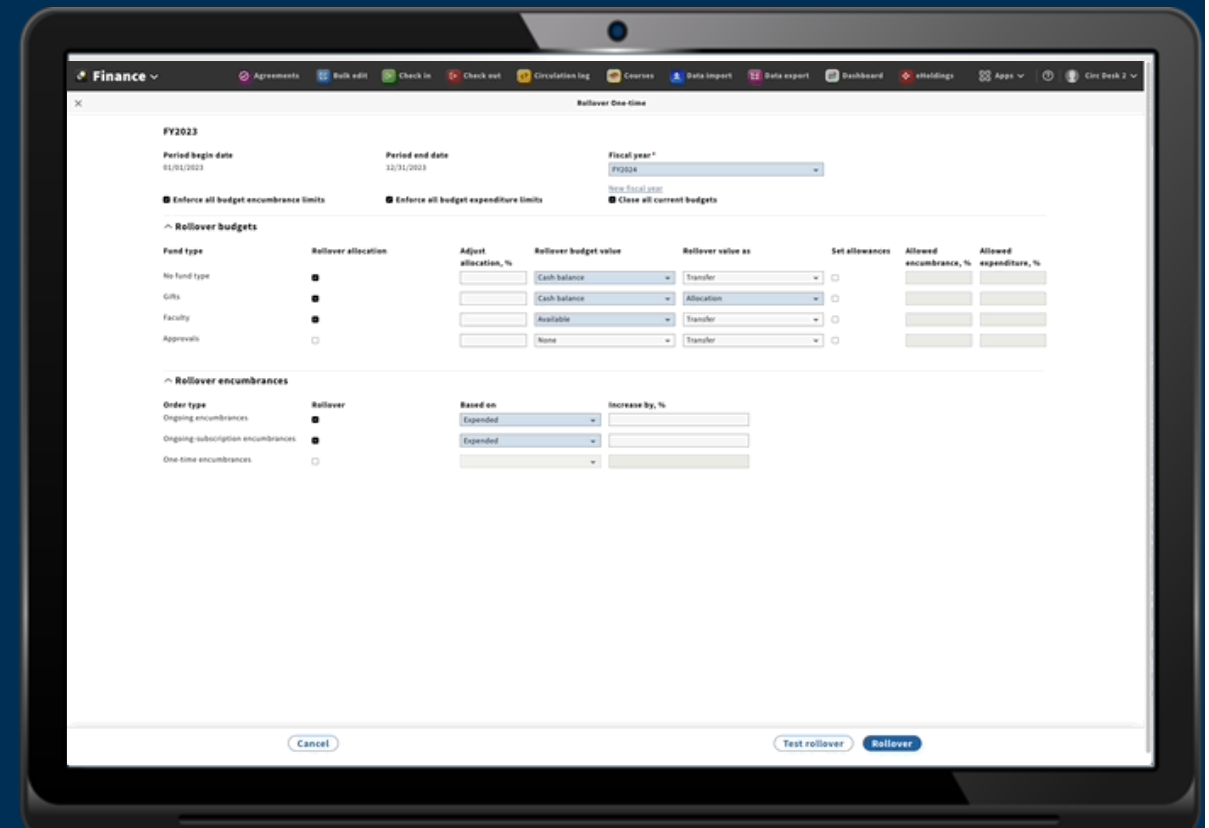 Finance
Agreements Bulk edit Check in Check out Circulation log Courses Data import Data export Dashboard eHoldings Apps Circ Desk 2
Rollover One-time
FY2023
Period begin date Period end date Fiscal year*
01/01/2023 12/31/2023 FY2024
New fiscal year
Enforce all budget encumbrance limits Enforce all budget expenditure limits Close all current budgets
Rollover budgets
Fund type Rollover allocation Adjust allocation, % Rollover budget value Rollover value as Set allowances Allowed encumbrance, % Allowed expenditure, %
No fund type Cash balance Transfer
Gifts Cash balance Allocation
Faculty Available Transfer
Approvals None Transfer
Rollover encumbrances
Order type Rollover Based on Increase by, %
Ongoing encumbrances Expended
Ongoing-subscription encumbrances Expended
One-time encumbrances
Cancel Test rollover Rollover